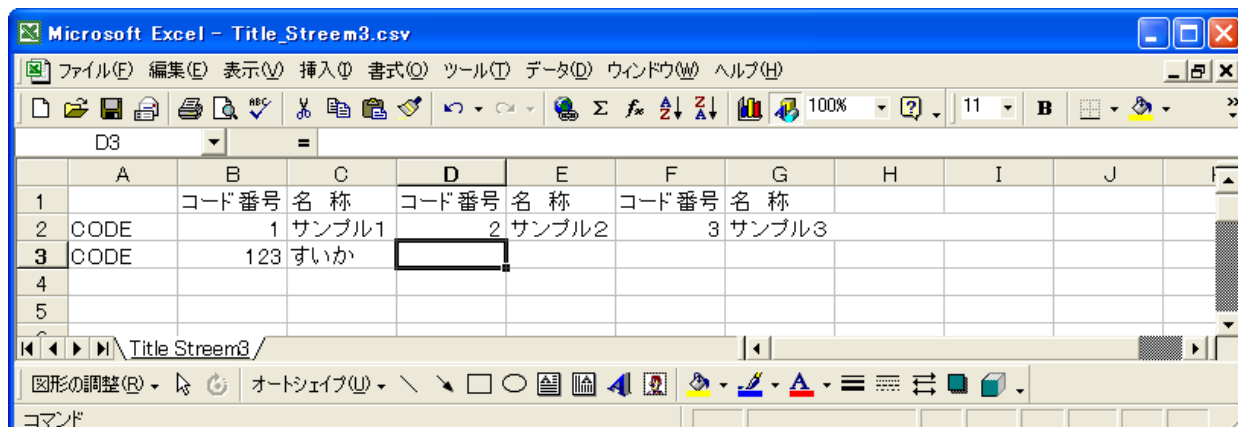 Microsoft Excel - Title_Streem3.csv
ファイル(F) 編集(E) 表示(V) 挿入(I) 書式(O) ツール(T) データ(D) ウィンドウ(W) ヘルプ(H)
ABC Σ fx A Z Z A 100% 11 B
D3 =
A B C D E F G H I J
1 コード番号 名 称 コード番号 名 称 コード番号 名 称
2 CODE 1 サンプル1 2 サンプル2 3 サンプル3
3 CODE 123 すいか
4
5
Title Streem3
図形の調整(R) オートシェイプ(U) A A
コマンド